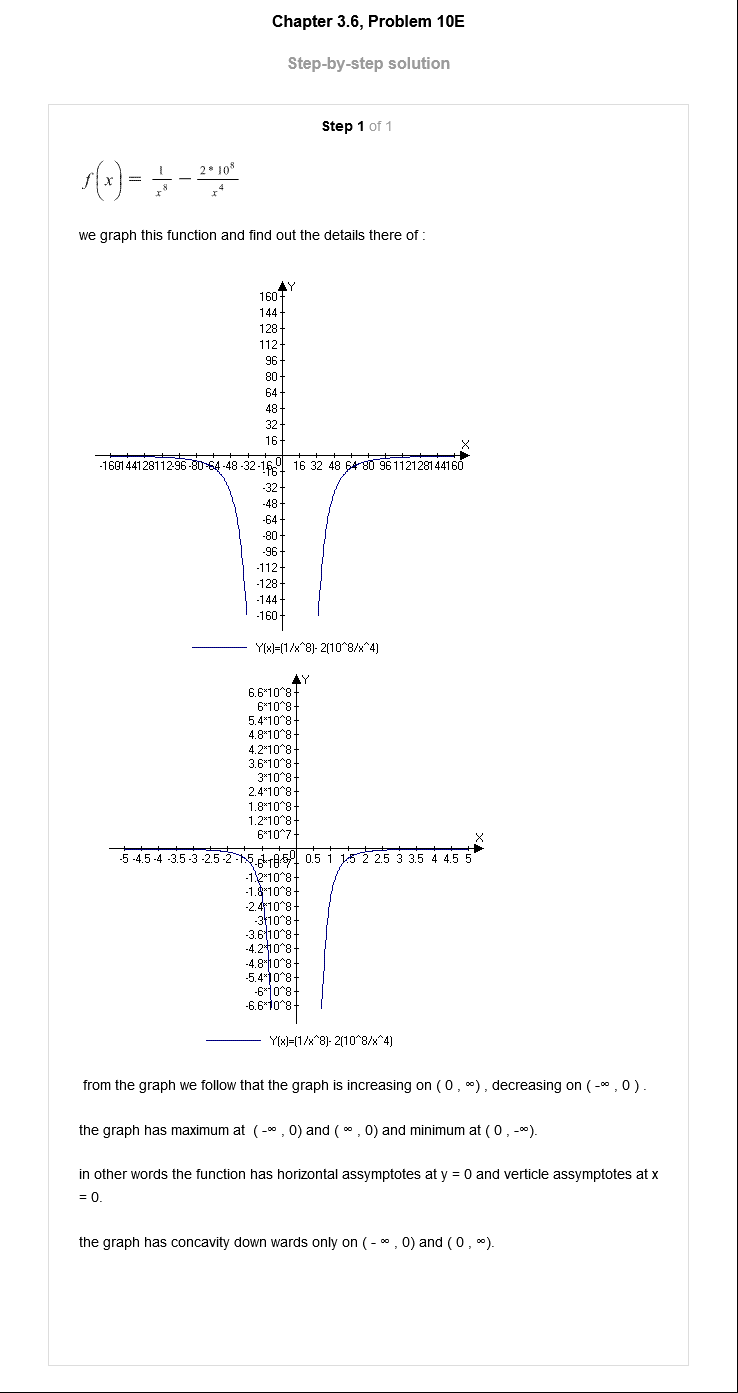 Chapter 3.6, Problem 10E
Step-by-step solution
Step 1 of 1
f(x) = 1/x^8 − 2*10^8/x^4
we graph this function and find out the details there of :
Y
160
144
128
112
96
80
64
48
32
16
X
-160144128112-96-80-64-48-32-16 0 16 32 48 64 80 96 112128144160
-16
-32
-48
-64
-80
-96
-112
-128
-144
-160
Y(x)=(1/x^8)- 2(10^8/x^4)
Y
6.6*10^8
6*10^8
5.4*10^8
4.8*10^8
4.2*10^8
3.6*10^8
3*10^8
2.4*10^8
1.8*10^8
1.2*10^8
6*10^7
X
-5 -4.5 -4 -3.5 -3 -2.5 -2 -1.5 -1 -0.5 0 0.5 1 1.5 2 2.5 3 3.5 4 4.5 5
-6*10^7
-1.2*10^8
-1.8*10^8
-2.4*10^8
-3*10^8
-3.6*10^8
-4.2*10^8
-4.8*10^8
-5.4*10^8
-6*10^8
-6.6*10^8
Y(x)=(1/x^8)- 2(10^8/x^4)
from the graph we follow that the graph is increasing on ( 0 , ∞) , decreasing on ( -∞ , 0 ) .
the graph has maximum at ( -∞ , 0) and ( ∞ , 0) and minimum at ( 0 , -∞).
in other words the function has horizontal assymptotes at y = 0 and verticle assymptotes at x
= 0.
the graph has concavity down wards only on ( - ∞ , 0) and ( 0 , ∞).